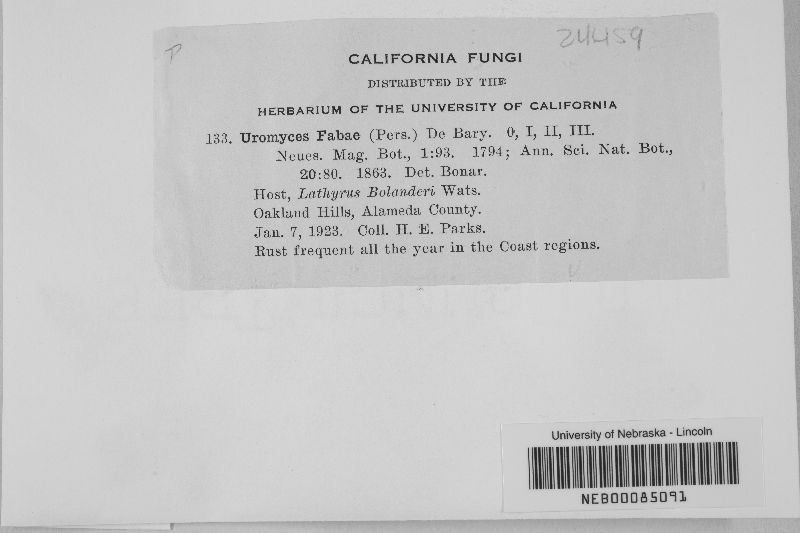 P
24459
CALIFORNIA FUNGI
DISTRIBUTED BY THE
HERBARIUM OF THE UNIVERSITY OF CALIFORNIA
133. Uromyces Fabae (Pers.) De Bary. 0, I, II, III.
Neues. Mag. Bot., 1:93. 1794; Ann. Sci. Nat. Bot.,
20:80. 1863. Det. Bonar.
Host, Lathyrus Bolanderi Wats.
Oakland Hills, Alameda County.
Jan. 7, 1923. Coll. H. E. Parks.
Rust frequent all the year in the Coast regions.
University of Nebraska - Lincoln
NEB00085091